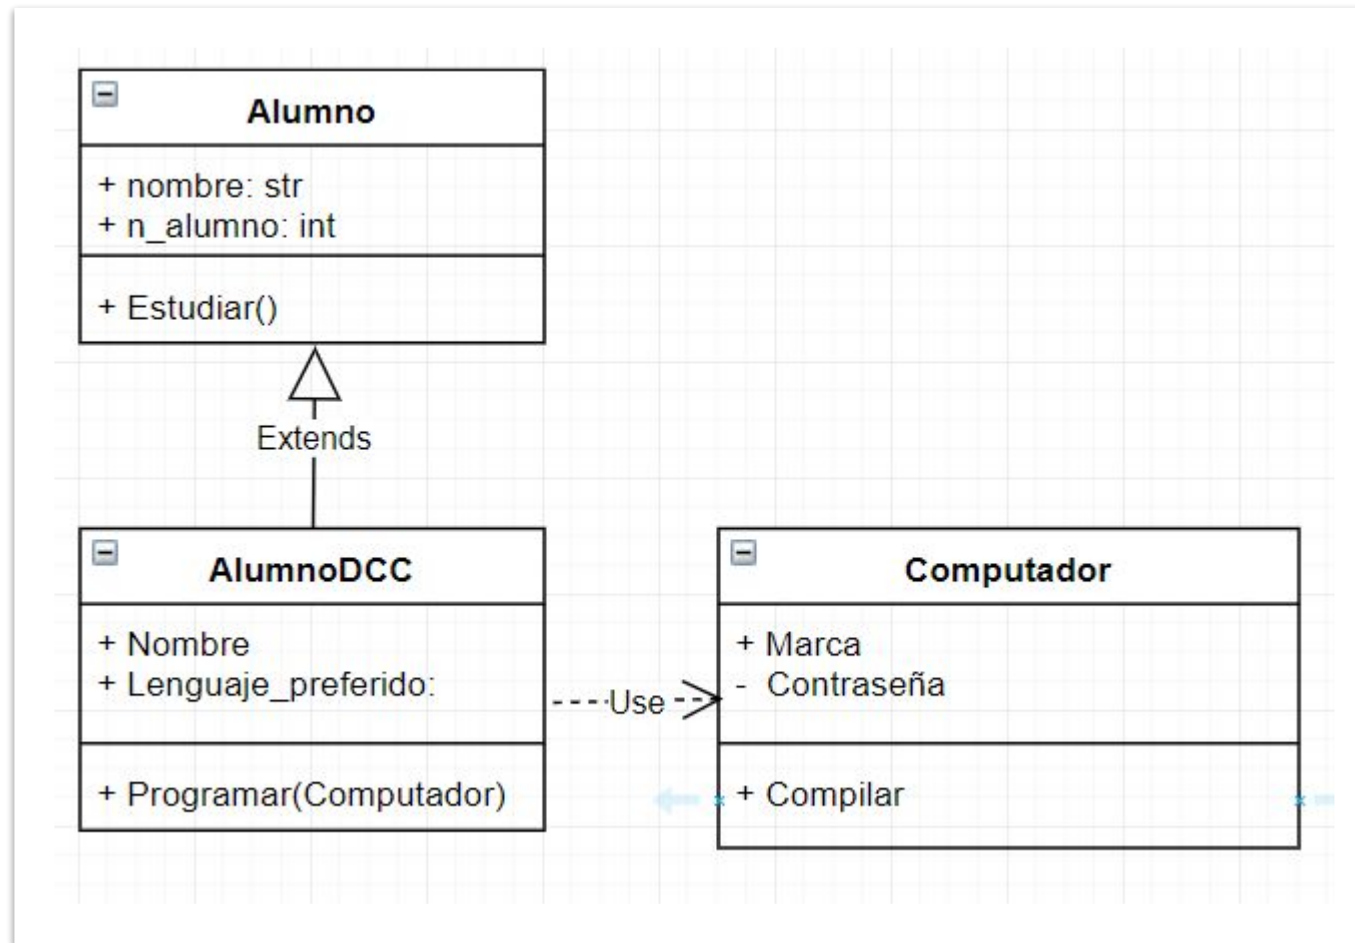 Alumno
+ nombre: str
+ n_alumno: int
+ Estudiar()
Extends
AlumnoDCC
+ Nombre
+ Lenguaje_preferido:
+ Programar(Computador)
Use
Computador
+ Marca
- Contraseña
+ Compilar